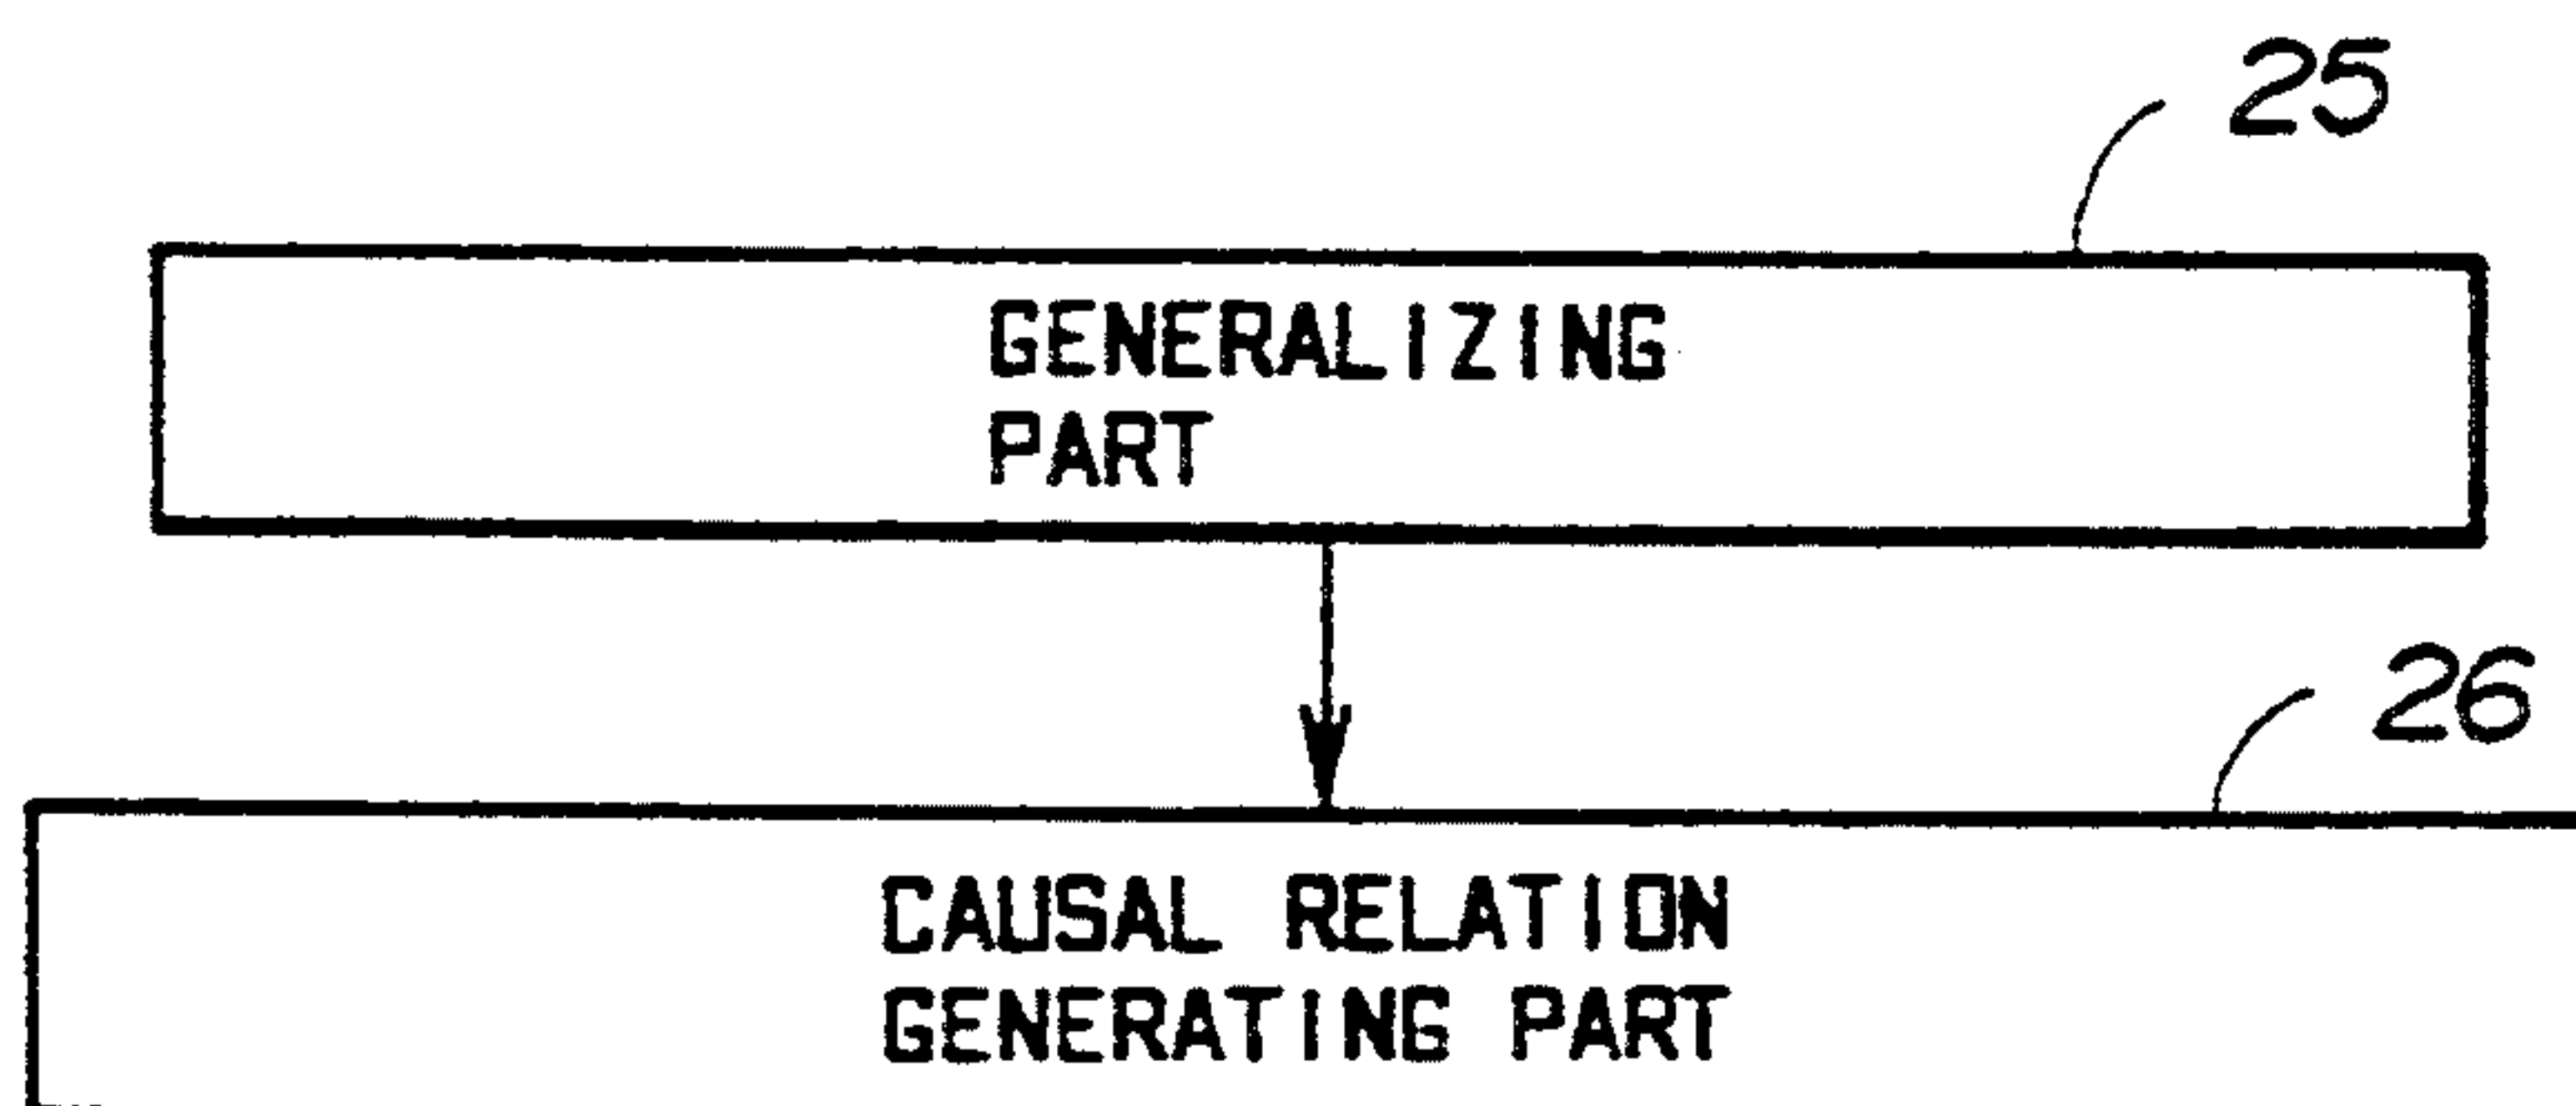 25
GENERALIZING
PART
26
CAUSAL RELATION
GENERATING PART